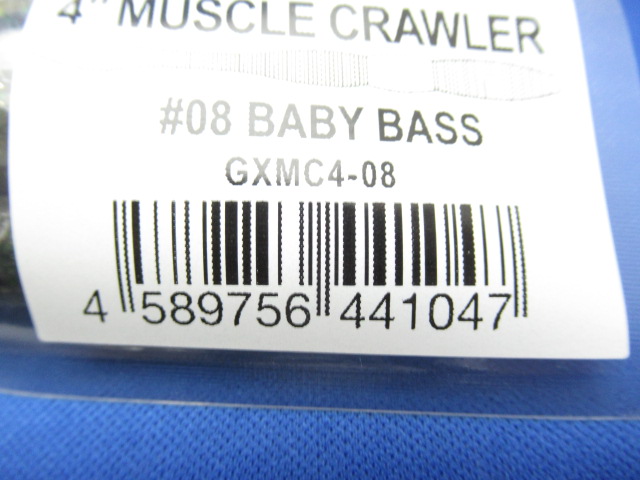 4" MUSCLE CRAWLER
#08 BABY BASS
GXMC4-08
4 589756 441047